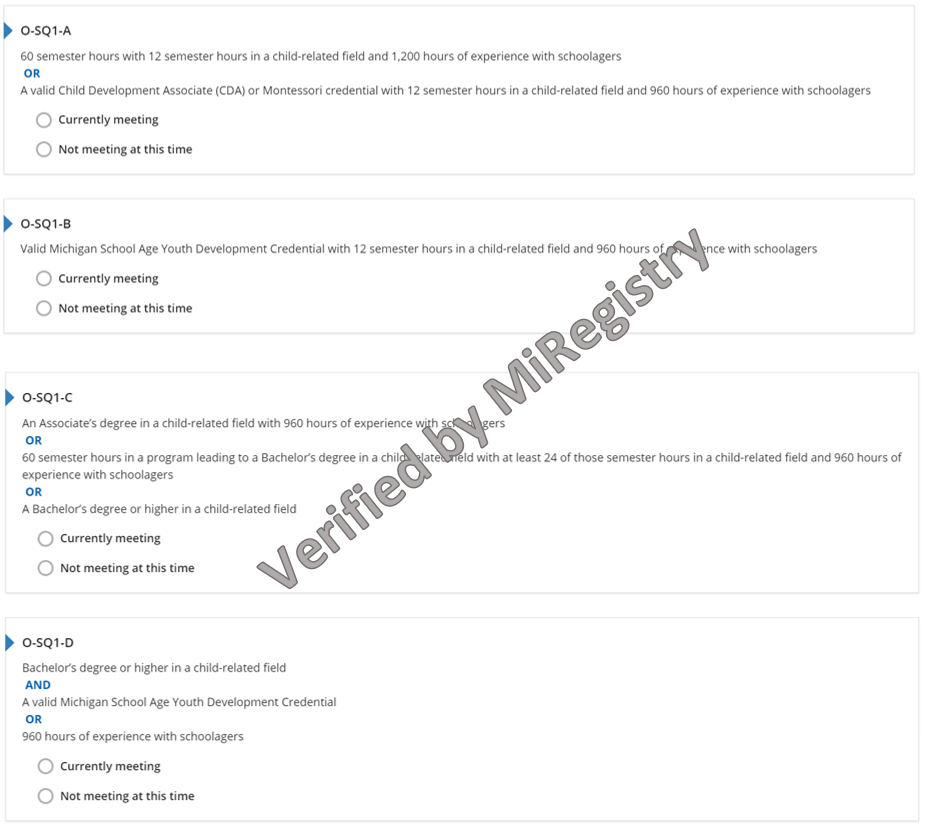 O-SQ1-A
60 semester hours with 12 semester hours in a child-related field and 1,200 hours of experience with schoolagers
OR
A valid Child Development Associate (CDA) or Montessori credential with 12 semester hours in a child-related field and 960 hours of experience with schoolagers
Currently meeting
Not meeting at this time
O-SQ1-B
Valid Michigan School Age Youth Development Credential with 12 semester hours in a child-related field and 960 hours of experience with schoolagers
Currently meeting
Not meeting at this time
O-SQ1-C
An Associate's degree in a child-related field with 960 hours of experience with schoolagers
OR
60 semester hours in a program leading to a Bachelor's degree in a child-related field with at least 24 of those semester hours in a child-related field and 960 hours of
experience with schoolagers
OR
A Bachelor's degree or higher in a child-related field
Currently meeting
Not meeting at this time
O-SQ1-D
Bachelor's degree or higher in a child-related field
AND
A valid Michigan School Age Youth Development Credential
OR
960 hours of experience with schoolagers
Currently meeting
Not meeting at this time
Verified by MiRegistry